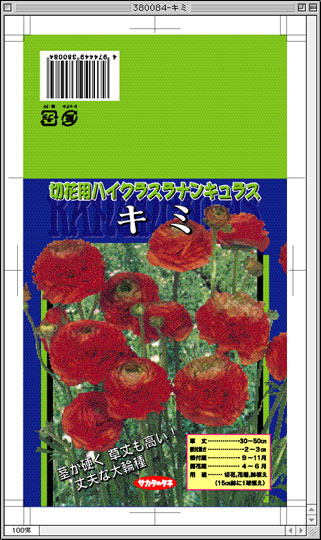 380084-キミ
4 974449 380084
切花用ハイクラスラナンキュラス
キミ
茎が硬く、草丈も高い!
丈夫な大輪種
サカタのタネ
草丈…………30〜50㎝
球付深さ…………2〜3㎝
植付期…………9〜11月
開花期…………4〜6月
用途……切花,花壇,鉢植え
(15㎝鉢に1球植え)
100%